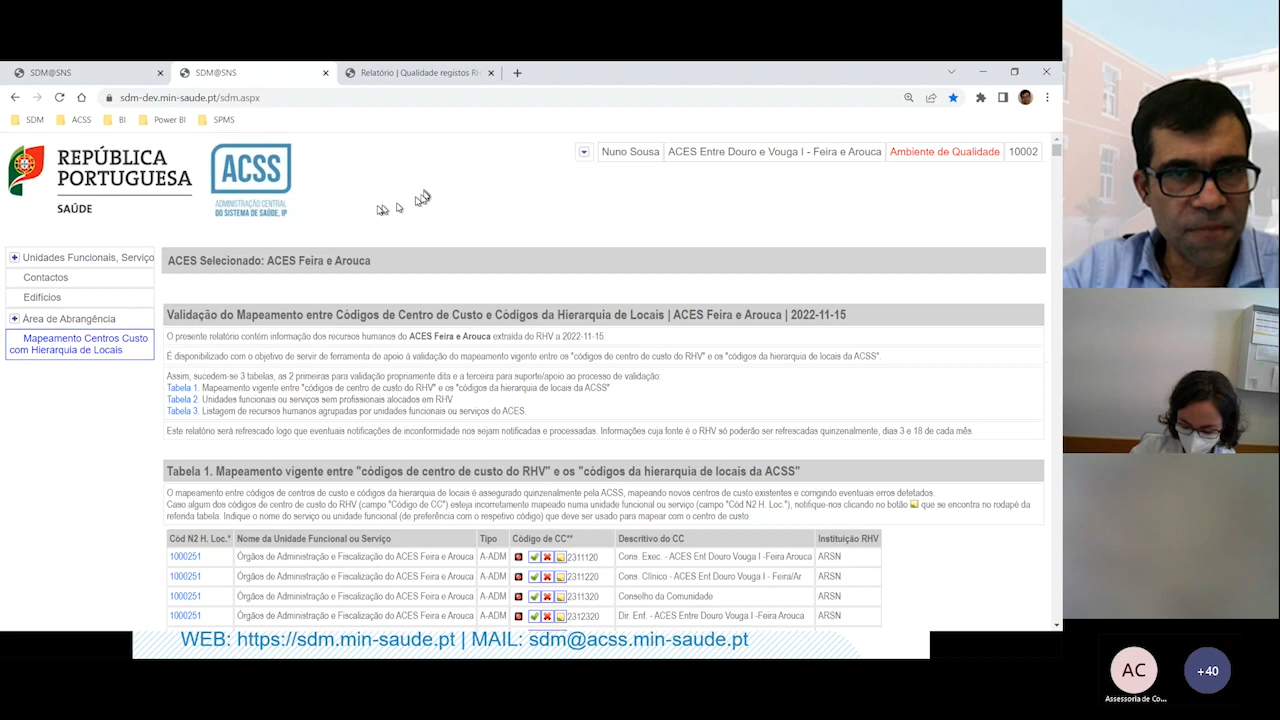 SDM@SNS
SDM@SNS
Relatório | Qualidade registos RH
sdm-dev.min-saude.pt/sdm.aspx
SDM
ACSS
BI
Power BI
SPMS
REPÚBLICA
PORTUGUESA
SAÚDE
ACSS
ADMINISTRAÇÃO CENTRAL
DO SISTEMA DE SAÚDE, IP
Nuno Sousa
ACES Entre Douro e Vouga I - Feira e Arouca
Ambiente de Qualidade
10002
Unidades Funcionais, Serviço
Contactos
Edifícios
Área de Abrangência
Mapeamento Centros Custo
com Hierarquia de Locais
ACES Selecionado: ACES Feira e Arouca
Validação do Mapeamento entre Códigos de Centro de Custo e Códigos da Hierarquia de Locais | ACES Feira e Arouca | 2022-11-15
O presente relatório contém informação dos recursos humanos do ACES Feira e Arouca extraída do RHV a 2022-11-15.
É disponibilizado com o objetivo de servir de ferramenta de apoio à validação do mapeamento vigente entre os "códigos de centro de custo do RHV" e os "códigos da hierarquia de locais da ACSS".
Assim, sucedem-se 3 tabelas, as 2 primeiras para validação propriamente dita e a terceira para suporte/apoio ao processo de validação:
Tabela 1. Mapeamento vigente entre "códigos de centro de custo do RHV" e os "códigos da hierarquia de locais da ACSS"
Tabela 2. Unidades funcionais ou serviços sem profissionais alocados em RHV
Tabela 3. Listagem de recursos humanos agrupadas por unidades funcionais ou serviços do ACES.
Este relatório será refrescado logo que eventuais notificações de inconformidade nos sejam notificadas e processadas. Informações cuja fonte é o RHV só poderão ser refrescadas quinzenalmente, dias 3 e 18 de cada mês.
Tabela 1. Mapeamento vigente entre "códigos de centro de custo do RHV" e os "códigos da hierarquia de locais da ACSS"
O mapeamento entre códigos de centros de custo e códigos da hierarquia de locais é assegurado quinzenalmente pela ACSS, mapeando novos centros de custo existentes e corrigindo eventuais erros detetados.
Caso algum dos códigos de centro de custo do RHV (campo "Código de CC") esteja incorretamente mapeado numa unidade funcional ou serviço (campo "Cód N2 H. Loc."), notifique-nos clicando no botão que se encontra no rodapé da
referida tabela. Indique o nome do serviço ou unidade funcional (de preferência com o respetivo código) que deve ser usado para mapear com o centro de custo.
Cód N2 H. Loc.* Nome da Unidade Funcional ou Serviço Tipo Código de CC** Descritivo do CC Instituição RHV
1000251 Órgãos de Administração e Fiscalização do ACES Feira e Arouca A-ADM 2311120 Cons. Exec. - ACES Ent Douro Vouga I -Feira Arouca ARSN
1000251 Órgãos de Administração e Fiscalização do ACES Feira e Arouca A-ADM 2311220 Cons. Clínico - ACES Ent Douro Vouga I - Feira/Ar ARSN
1000251 Órgãos de Administração e Fiscalização do ACES Feira e Arouca A-ADM 2311320 Conselho da Comunidade ARSN
1000251 Órgãos de Administração e Fiscalização do ACES Feira e Arouca A-ADM 2312320 Dir. Enf. - ACES Entre Douro Vouga I -Feira Arouca ARSN
WEB: https://sdm.min-saude.pt | MAIL: sdm@acss.min-saude.pt
AC
+40
Assessoria de Co...